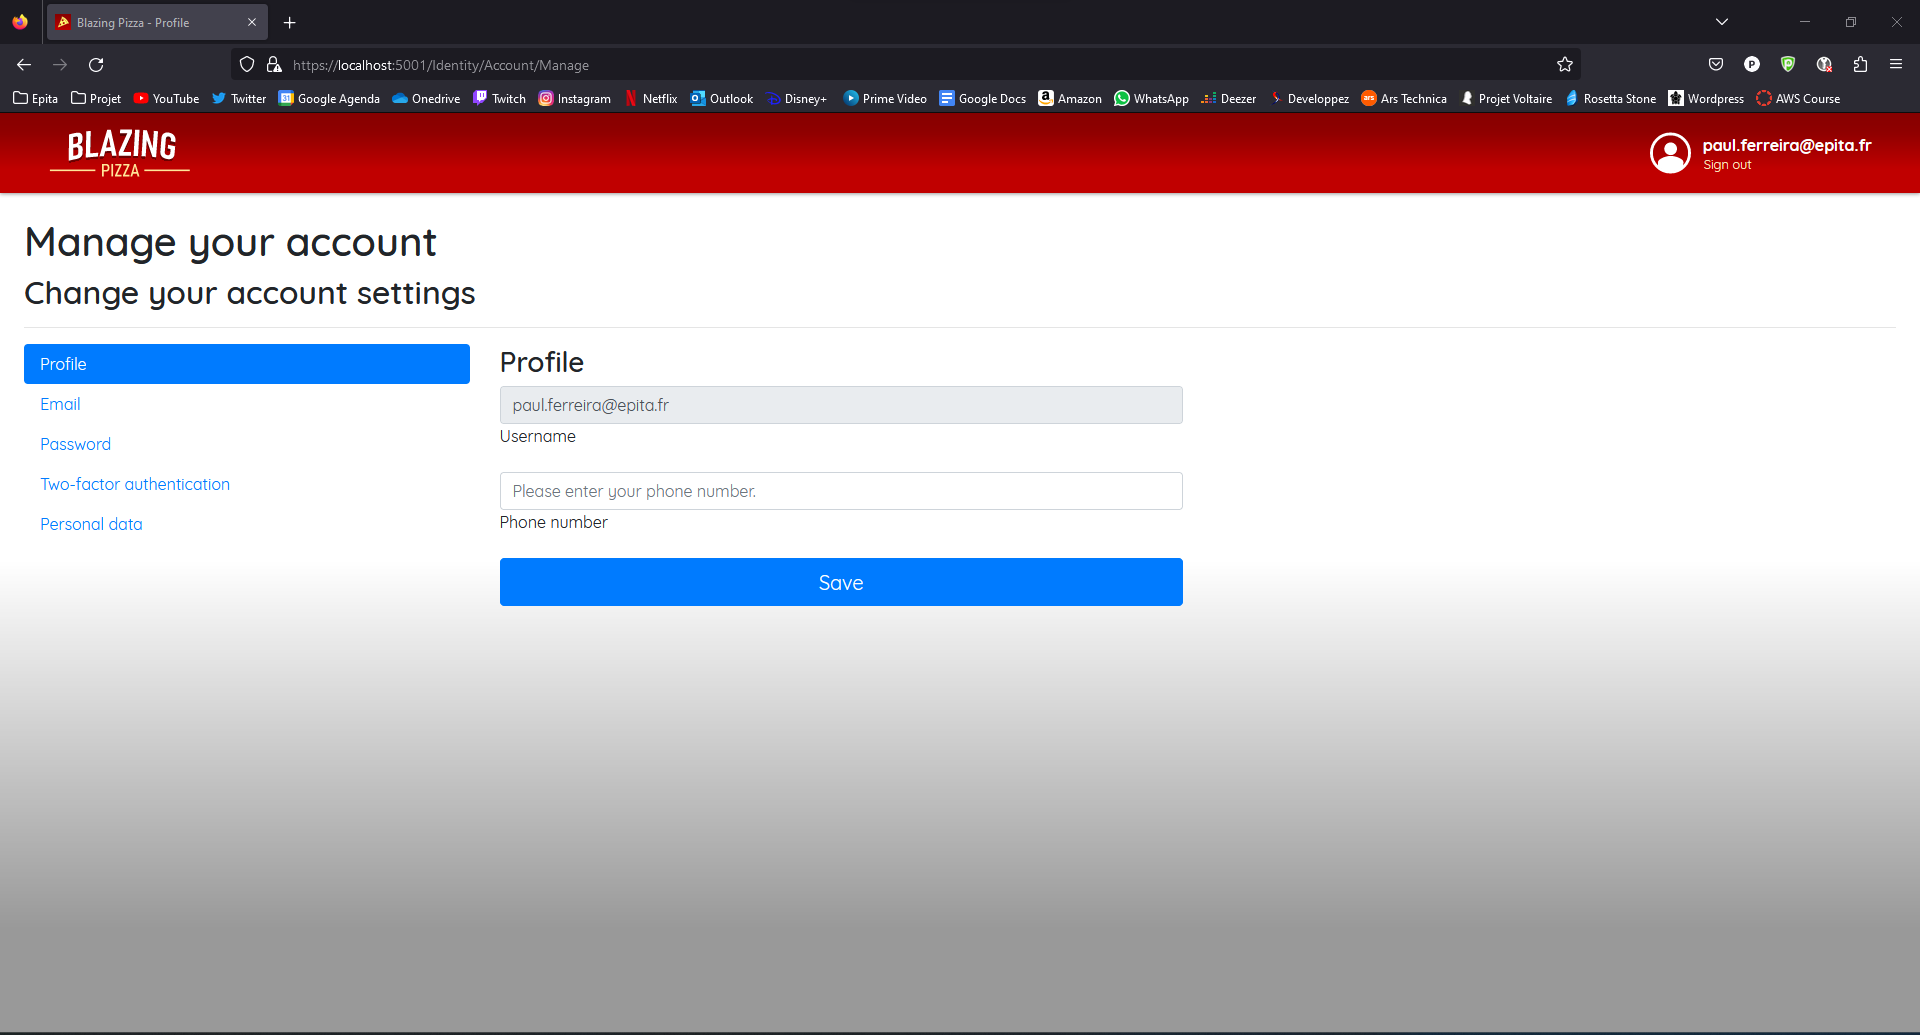 Blazing Pizza - Profile
https://localhost:5001/Identity/Account/Manage
Epita Projet YouTube Twitter Google Agenda Onedrive Twitch Instagram Netflix Outlook Disney+ Prime Video Google Docs Amazon WhatsApp Deezer Developpez Ars Technica Projet Voltaire Rosetta Stone Wordpress AWS Course
BLAZING
PIZZA
paul.ferreira@epita.fr
Sign out
Manage your account
Change your account settings
Profile
Email
Password
Two-factor authentication
Personal data
Profile
paul.ferreira@epita.fr
Username
Please enter your phone number.
Phone number
Save